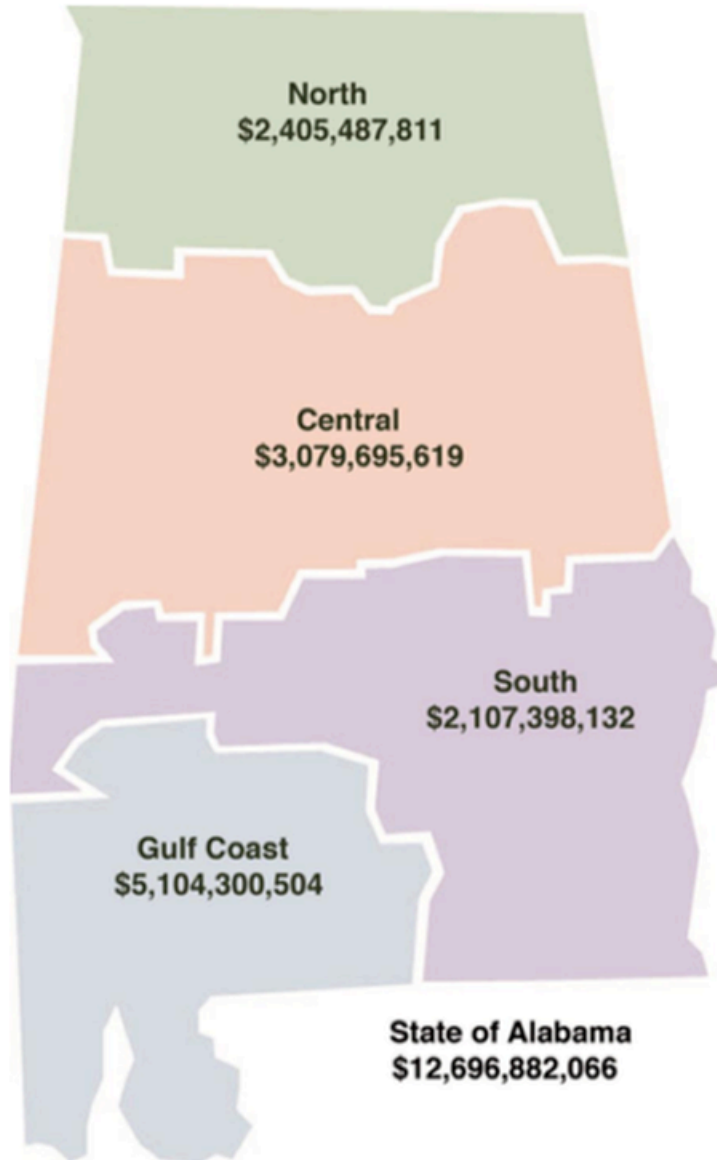 North
$2,405,487,811
Central
$3,079,695,619
South
$2,107,398,132
Gulf Coast
$5,104,300,504
State of Alabama
$12,696,882,066